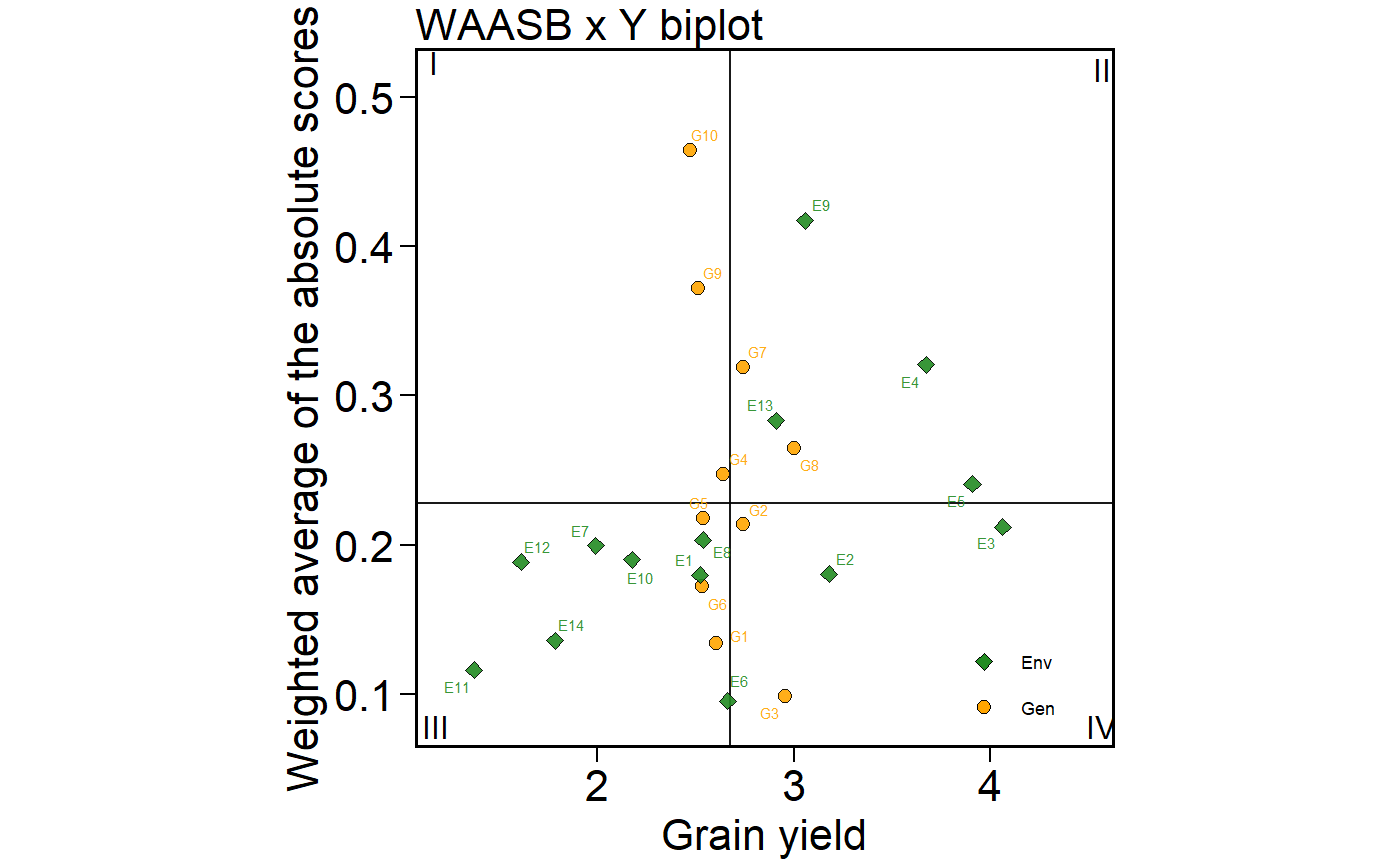 WAASB x Y biplot
Weighted average of the absolute scores
I
II
0.5
G10
E9
0.4
G9
G7
0.3
E4
E13
G4
G8
G5
E5
G2
E7
E3
0.2
E12
E8
E1
E2
E10
G6
E14
G1
Env
E6
E11
0.1
G3
Gen
III
IV
2
3
4
Grain yield